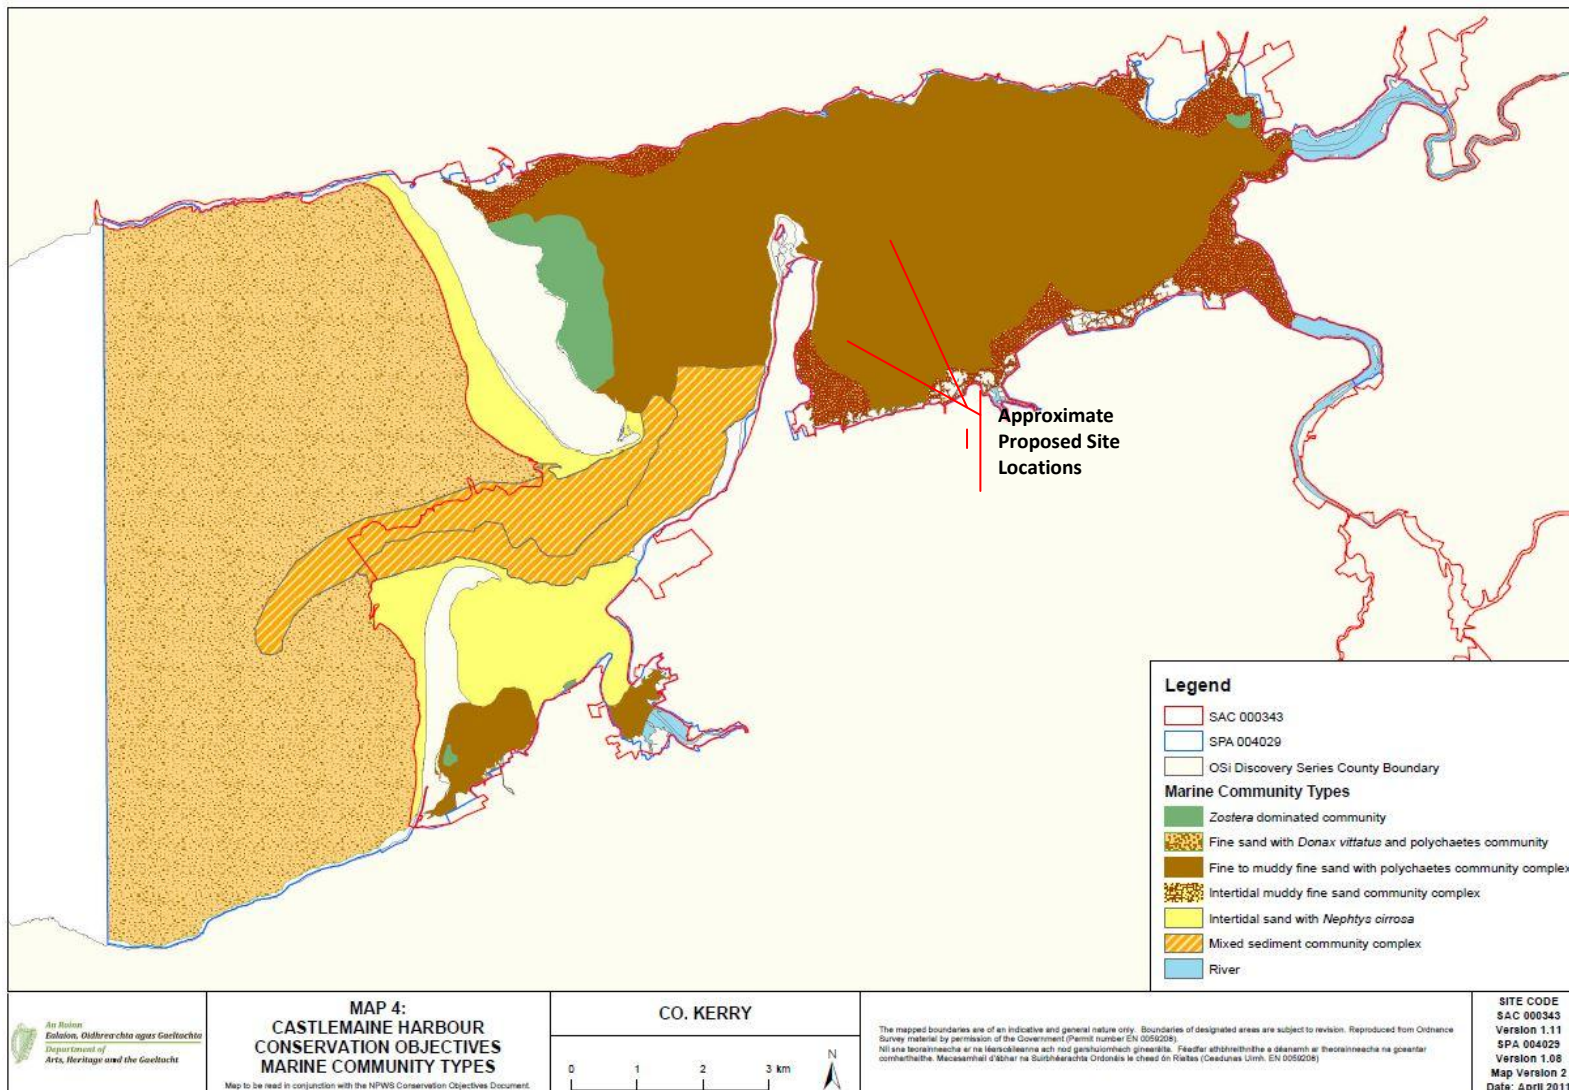 Approximate
Proposed Site
Locations
Legend
SAC 000343
SPA 004029
OSi Discovery Series County Boundary
Marine Community Types
Zostera dominated community
Fine sand with Donax vittatus and polychaetes community
Fine to muddy fine sand with polychaetes community complex
Intertidal muddy fine sand community complex
Intertidal sand with Nephtys cirrosa
Mixed sediment community complex
River
An Roinn
Ealaíon, Oidhreachta agus Gaeltachta
Department of
Arts, Heritage and the Gaeltacht
MAP 4:
CASTLEMAINE HARBOUR
CONSERVATION OBJECTIVES
MARINE COMMUNITY TYPES
Map to be read in conjunction with the NPWS Conservation Objectives Document.
CO. KERRY
0 1 2 3 km
N
The mapped boundaries are of an indicative and general nature only. Boundaries of designated areas are subject to revision. Reproduced from Ordnance
Survey material by permission of the Government (Permit number EN 0059208).
SITE CODE
SAC 000343
Version 1.11
SPA 004029
Version 1.08
Map Version 2
Date: April 2011